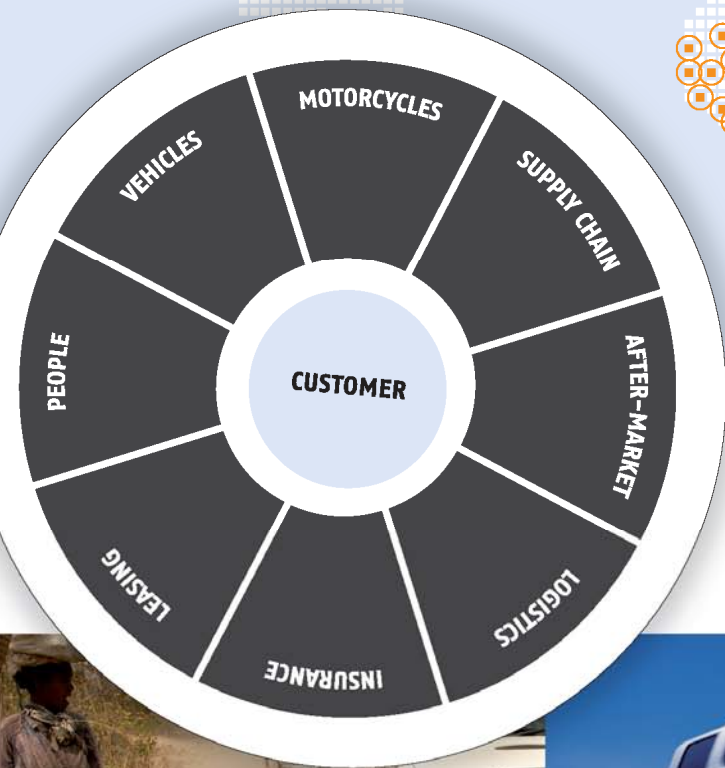 MOTORCYCLES
SUPPLY CHAIN
AFTER-MARKET
LOGISTICS
INSURANCE
LEASING
PEOPLE
VEHICLES
CUSTOMER